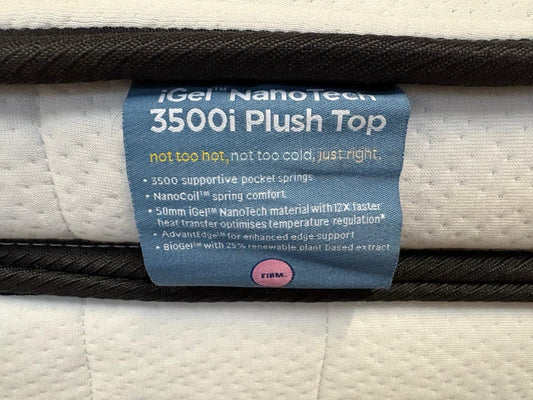 iGel™ NanoTech
3500i Plush Top
not too hot, not too cold, just right.
• 3500 supportive pocket springs
• NanoCoil™ spring comfort
• 50mm iGel™ NanoTech material with 12X faster
heat transfer optimises temperature regulation*
• AdvantEdge™ for enhanced edge support
• BioGel™ with 25% renewable plant based extract
FIRM